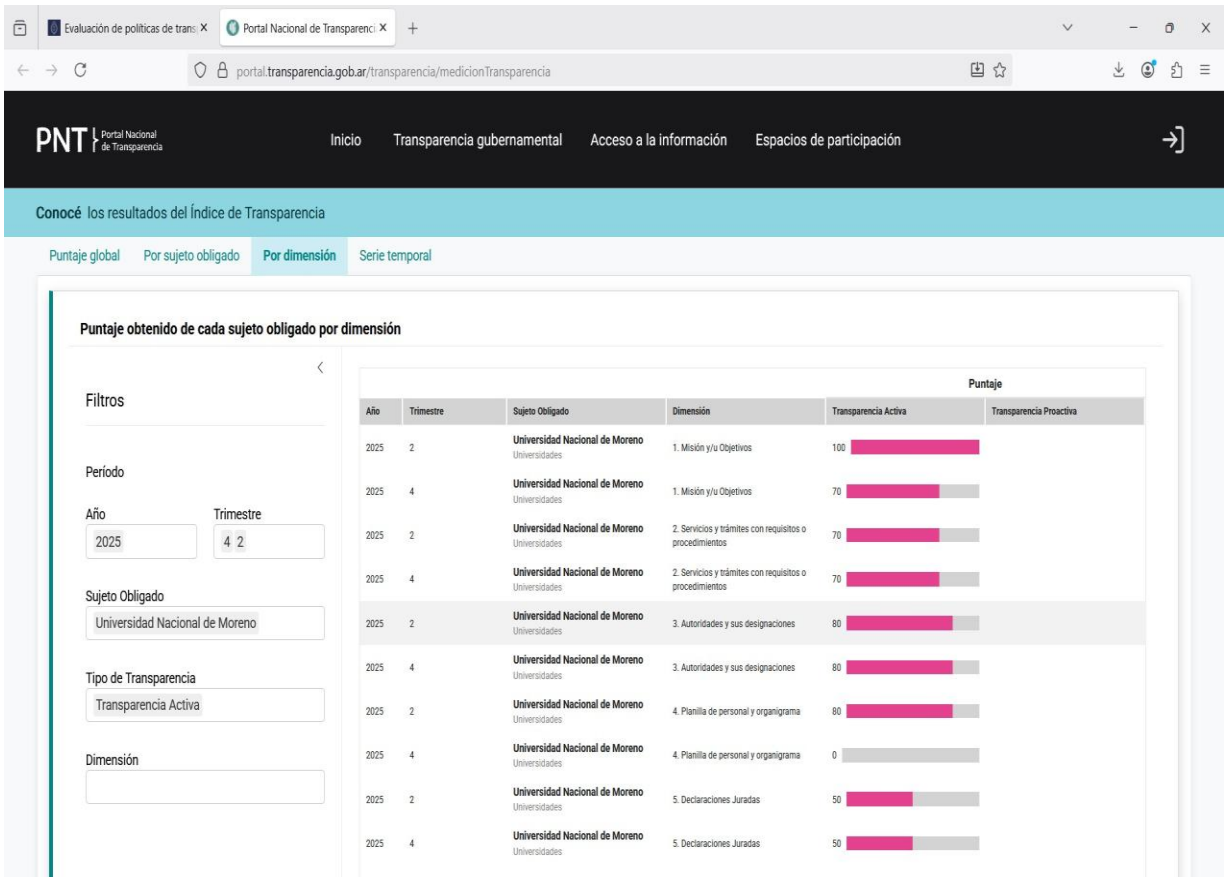 Evaluación de políticas de trans X
Portal Nacional de Transparenci X
portal.transparencia.gob.ar/transparencia/medicionTransparencia
PNT Portal Nacional
de Transparencia
Inicio Transparencia gubernamental Acceso a la información Espacios de participación
Conocé los resultados del Índice de Transparencia
Puntaje global Por sujeto obligado Por dimensión Serie temporal
Puntaje obtenido de cada sujeto obligado por dimensión
Filtros
Período
Año Trimestre
2025 4 2
Sujeto Obligado
Universidad Nacional de Moreno
Tipo de Transparencia
Transparencia Activa
Dimensión
Puntaje
Año Trimestre Sujeto Obligado Dimensión Transparencia Activa Transparencia Proactiva
2025 2 Universidad Nacional de Moreno 1. Misión y/u Objetivos 100
Universidades
2025 4 Universidad Nacional de Moreno 1. Misión y/u Objetivos 70
Universidades
2025 2 Universidad Nacional de Moreno 2. Servicios y trámites con requisitos o 70
Universidades procedimientos
2025 4 Universidad Nacional de Moreno 2. Servicios y trámites con requisitos o 70
Universidades procedimientos
2025 2 Universidad Nacional de Moreno 3. Autoridades y sus designaciones 80
Universidades
2025 4 Universidad Nacional de Moreno 3. Autoridades y sus designaciones 80
Universidades
2025 2 Universidad Nacional de Moreno 4. Planilla de personal y organigrama 80
Universidades
2025 4 Universidad Nacional de Moreno 4. Planilla de personal y organigrama 0
Universidades
2025 2 Universidad Nacional de Moreno 5. Declaraciones Juradas 50
Universidades
2025 4 Universidad Nacional de Moreno 5. Declaraciones Juradas 50
Universidades